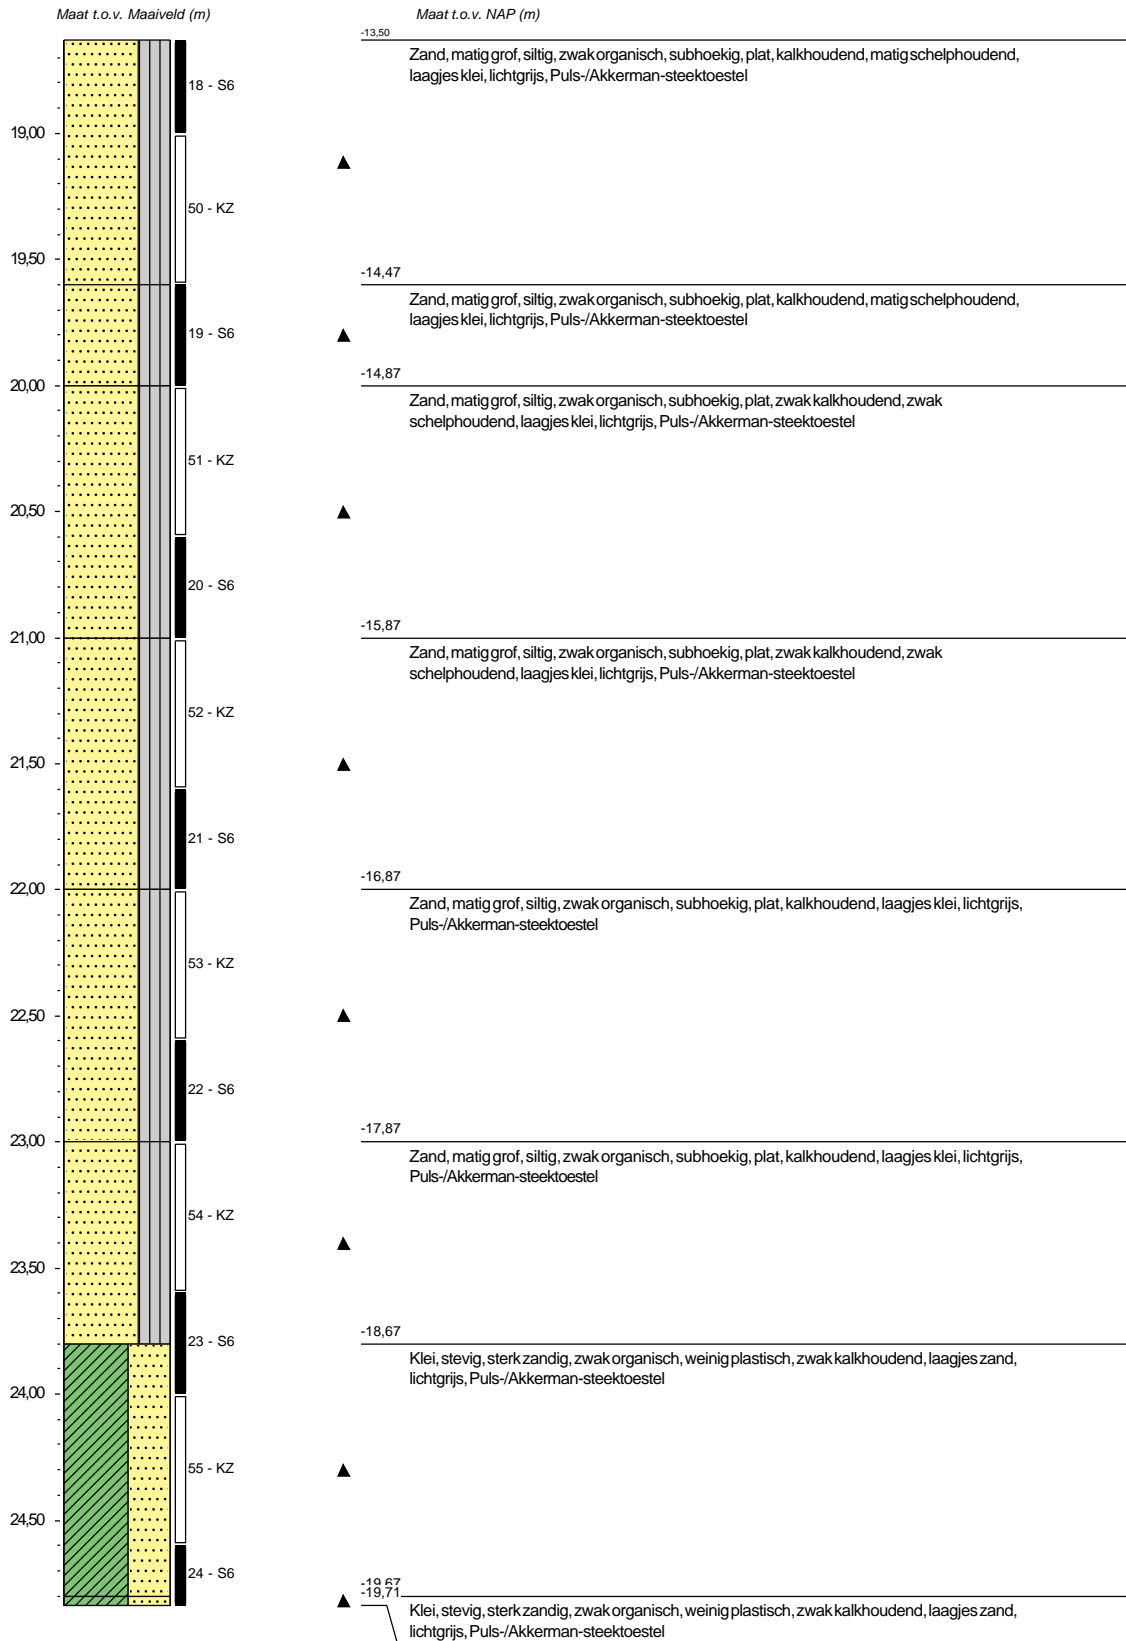 Maat t.o.v. Maaiveld (m)
Maat t.o.v. NAP (m)
-13,50
Zand, matig grof, siltig, zwak organisch, subhoekig, plat, kalkhoudend, matig schelphoudend,
laagjes klei, lichtgrijs, Puls-/Akkerman-steektoestel
18 - S6
19,00
50 - KZ
19,50
-14,47
Zand, matig grof, siltig, zwak organisch, subhoekig, plat, kalkhoudend, matig schelphoudend,
laagjes klei, lichtgrijs, Puls-/Akkerman-steektoestel
19 - S6
20,00
-14,87
Zand, matig grof, siltig, zwak organisch, subhoekig, plat, zwak kalkhoudend, zwak
schelphoudend, laagjes klei, lichtgrijs, Puls-/Akkerman-steektoestel
51 - KZ
20,50
20 - S6
21,00
-15,87
Zand, matig grof, siltig, zwak organisch, subhoekig, plat, zwak kalkhoudend, zwak
schelphoudend, laagjes klei, lichtgrijs, Puls-/Akkerman-steektoestel
52 - KZ
21,50
21 - S6
22,00
-16,87
Zand, matig grof, siltig, zwak organisch, subhoekig, plat, kalkhoudend, laagjes klei, lichtgrijs,
Puls-/Akkerman-steektoestel
53 - KZ
22,50
22 - S6
23,00
-17,87
Zand, matig grof, siltig, zwak organisch, subhoekig, plat, kalkhoudend, laagjes klei, lichtgrijs,
Puls-/Akkerman-steektoestel
54 - KZ
23,50
23 - S6
-18,67
Klei, stevig, sterk zandig, zwak organisch, weinig plastisch, zwak kalkhoudend, laagjes zand,
lichtgrijs, Puls-/Akkerman-steektoestel
24,00
55 - KZ
24,50
24 - S6
-19,67
-19,71
Klei, stevig, sterk zandig, zwak organisch, weinig plastisch, zwak kalkhoudend, laagjes zand,
lichtgrijs, Puls-/Akkerman-steektoestel